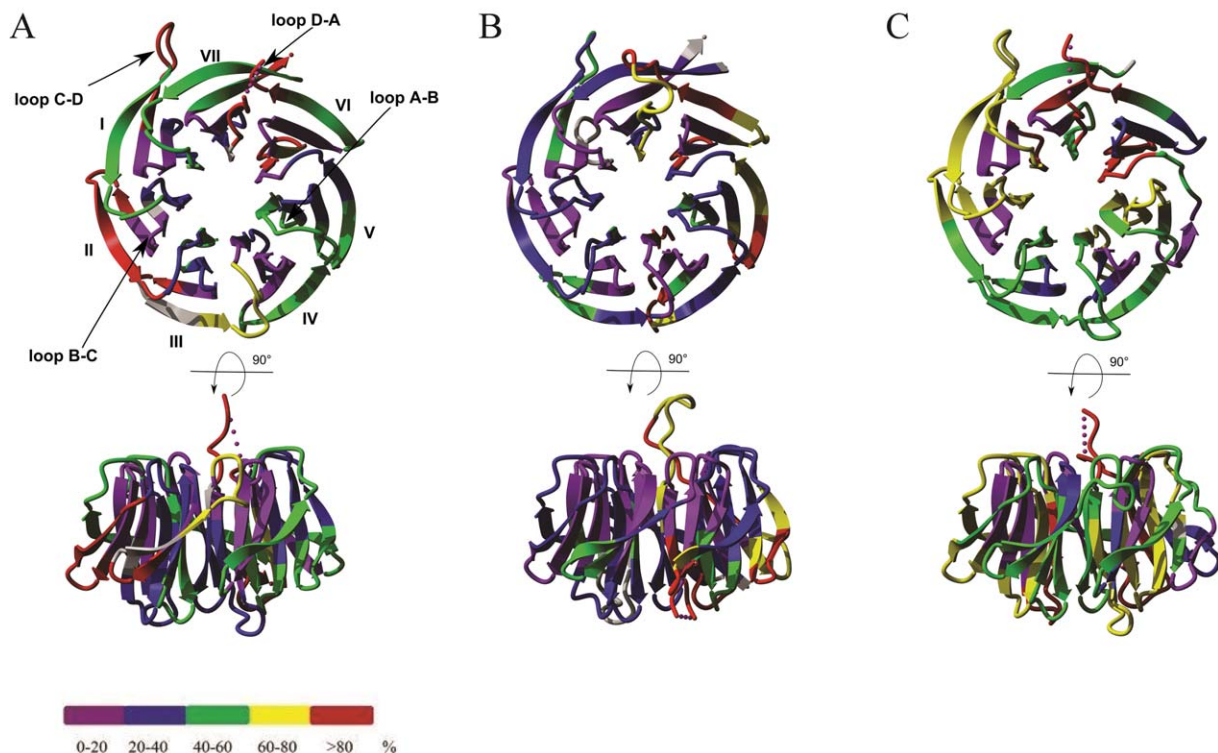 A
B
C
loop D-A
VII
loop C-D
VI
loop A-B
I
II
V
IV
III
loop B-C
90°
90°
90°
0-20 20-40 40-60 60-80 >80 %